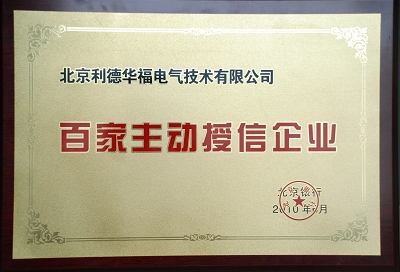 北京利德华福电气技术有限公司
百家主动授信企业
北京银行
2010年 月